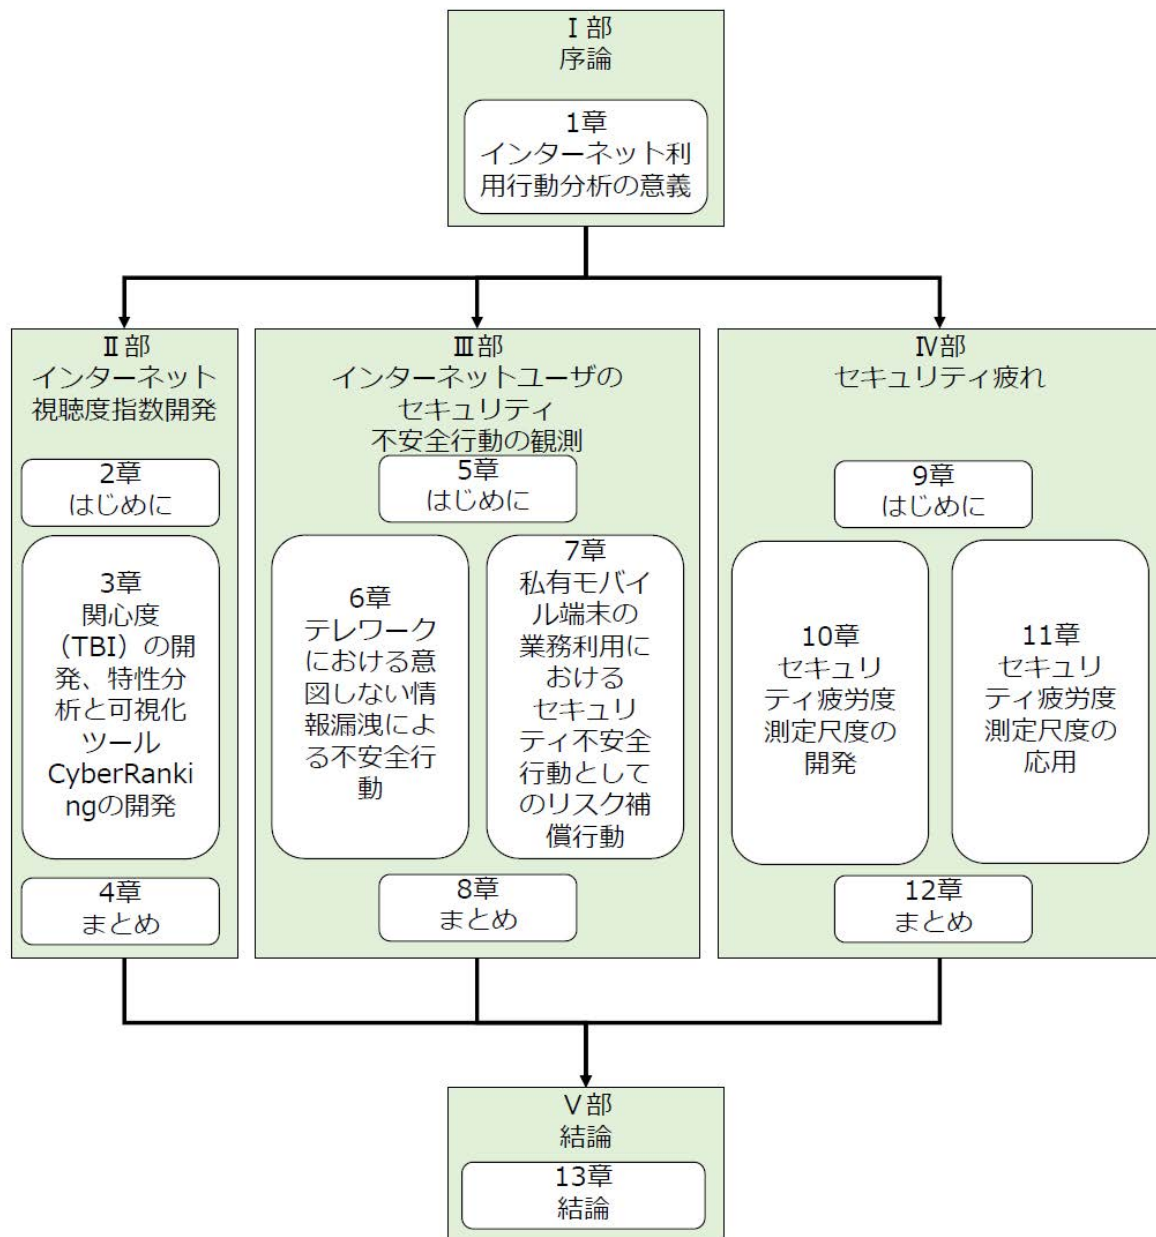 Ⅰ部
序論
1章
インターネット利
用行動分析の意義
Ⅱ部
インターネット
視聴度指数開発
2章
はじめに
3章
関心度
（TBI）の開
発、特性分
析と可視化
ツール
CyberRanki
ngの開発
4章
まとめ
Ⅲ部
インターネットユーザの
セキュリティ
不安全行動の観測
5章
はじめに
6章
テレワーク
における意
図しない情
報漏洩によ
る不安全行
動
7章
私有モバイ
ル端末の
業務利用に
おける
セキュリ
ティ不安全
行動として
のリスク補
償行動
8章
まとめ
Ⅳ部
セキュリティ疲れ
9章
はじめに
10章
セキュリ
ティ疲労度
測定尺度の
開発
11章
セキュリ
ティ疲労度
測定尺度の
応用
12章
まとめ
Ⅴ部
結論
13章
結論